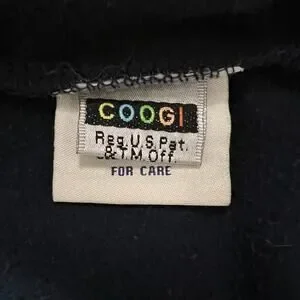 COOGI
Reg. U.S. Pat.
& T.M. Off.
FOR CARE